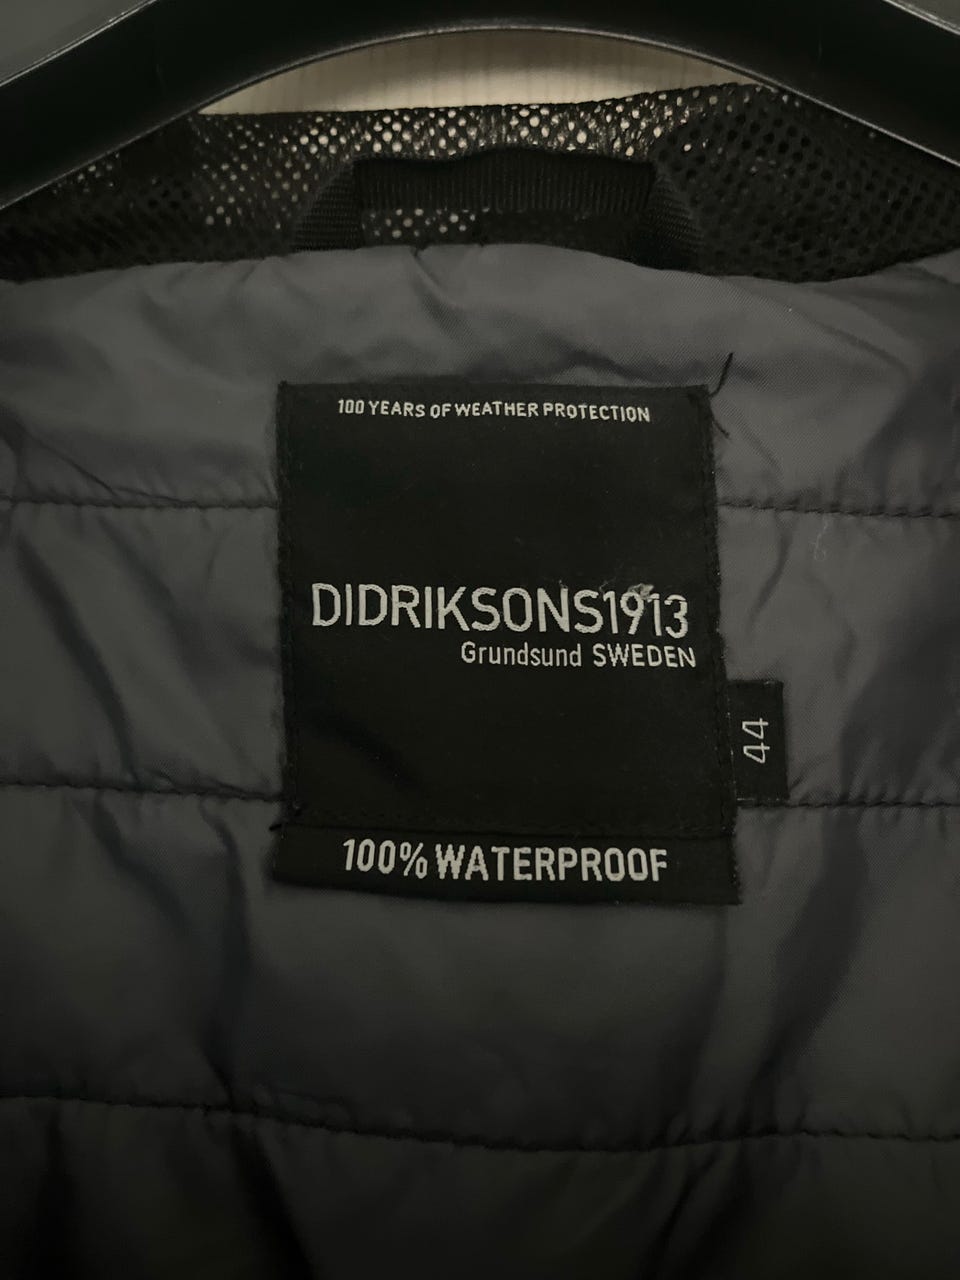 100 YEARS OF WEATHER PROTECTION
DIDRIKSONS1913
Grundsund SWEDEN
44
100% WATERPROOF